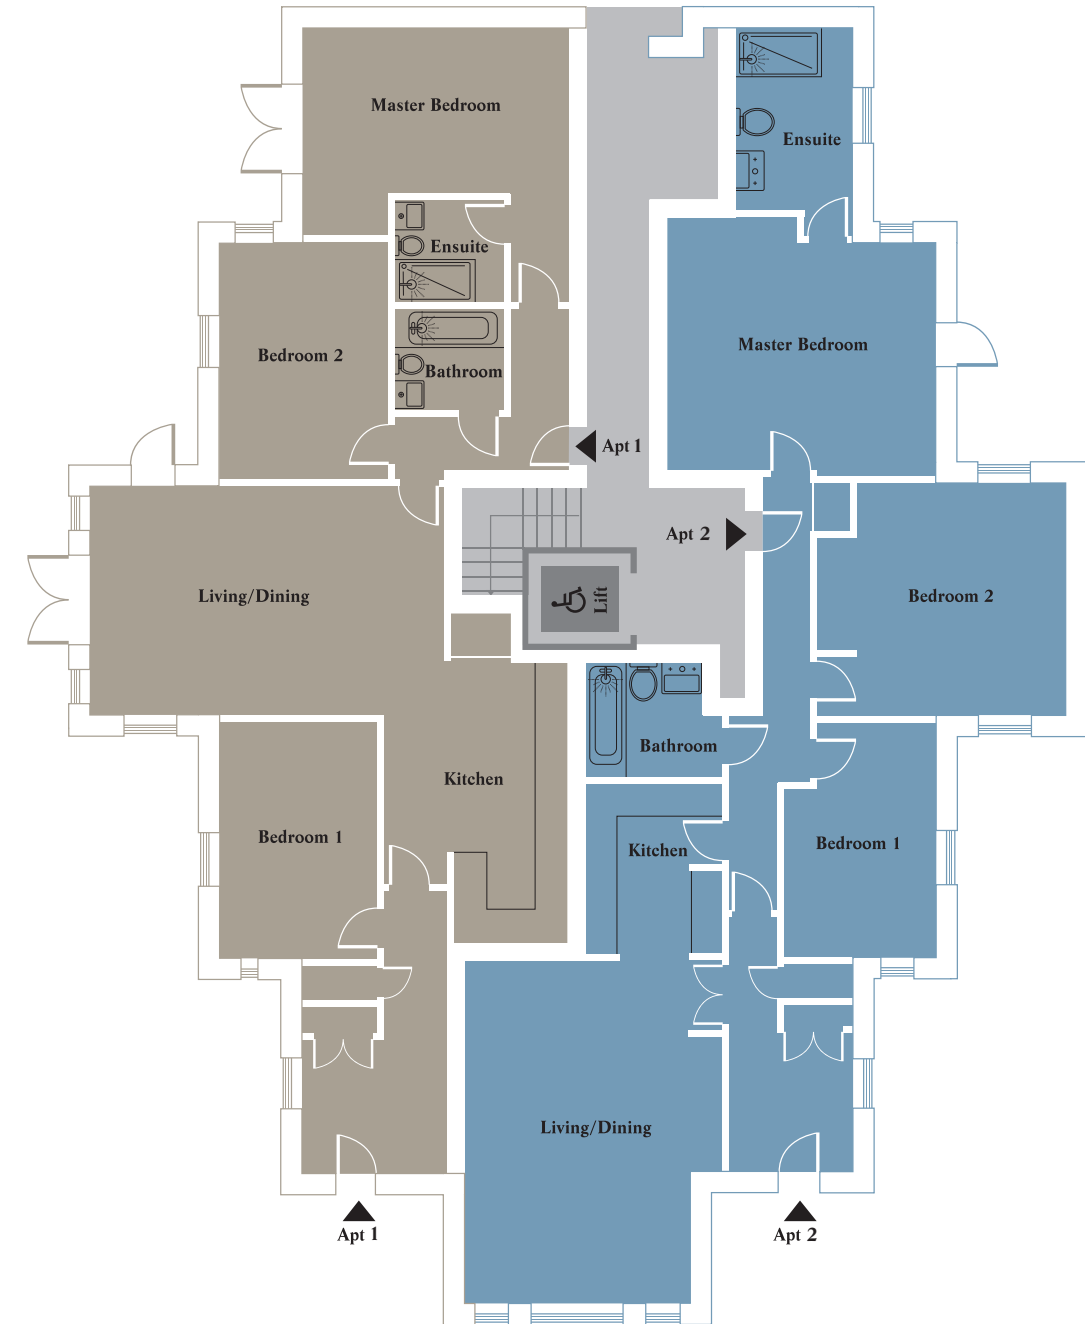 Master Bedroom
Ensuite
Ensuite
Master Bedroom
Bedroom 2
Bathroom
Apt 1
Apt 2
Living/Dining
Lift
Bedroom 2
Bathroom
Kitchen
Bedroom 1
Kitchen
Bedroom 1
Living/Dining
Apt 1
Apt 2